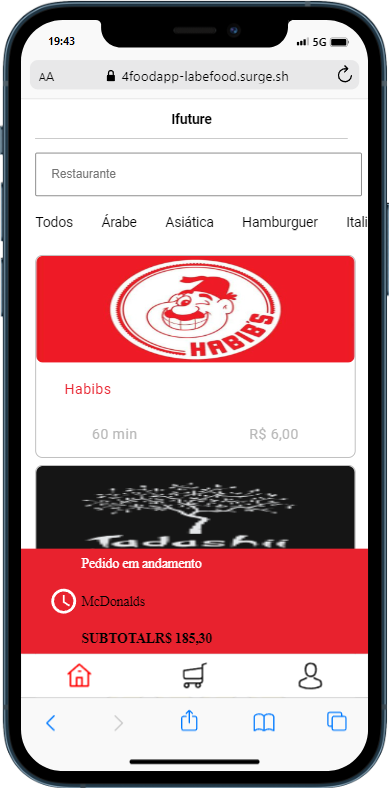 19:43
5G
AA
4foodapp-labefood.surge.sh
Ifuture
Restaurante
Todos Árabe Asiática Hamburguer Itali
HABIB'S
Habibs
60 min R$ 6,00
Tadashii
Pedido em andamento
McDonalds
SUBTOTALR$ 185,30